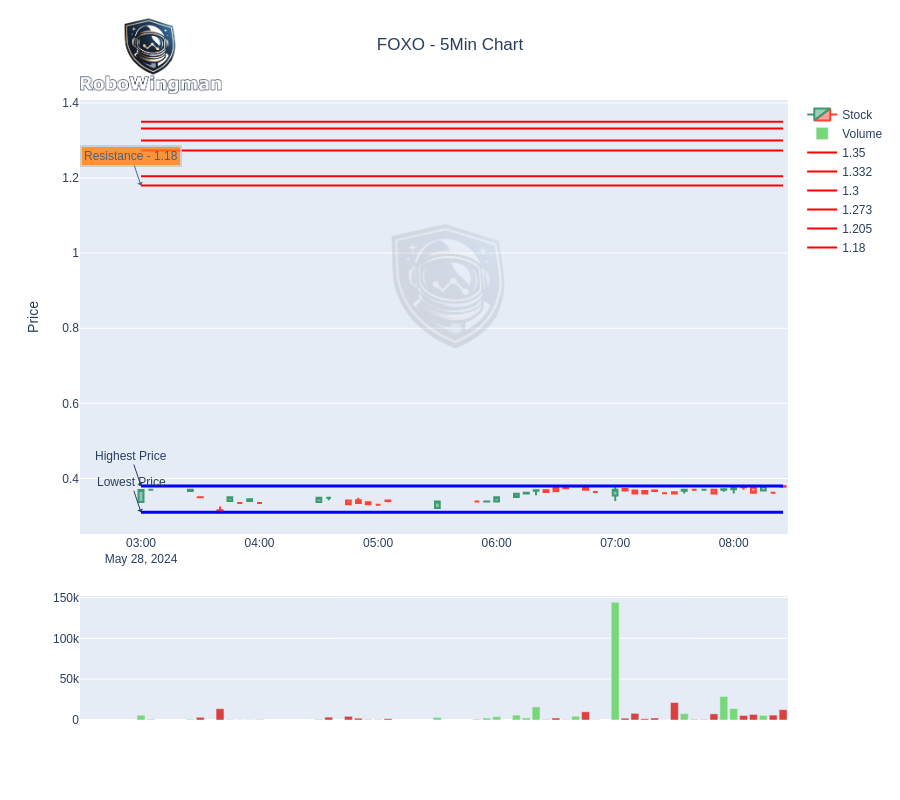 RoboWingman
FOXO - 5Min Chart
1.4
1.2
1
0.8
0.6
0.4
Price
Resistance - 1.18
Highest Price
Lowest Price
03:00
04:00
05:00
06:00
07:00
08:00
May 28, 2024
150k
100k
50k
0
Stock
Volume
1.35
1.332
1.3
1.273
1.205
1.18